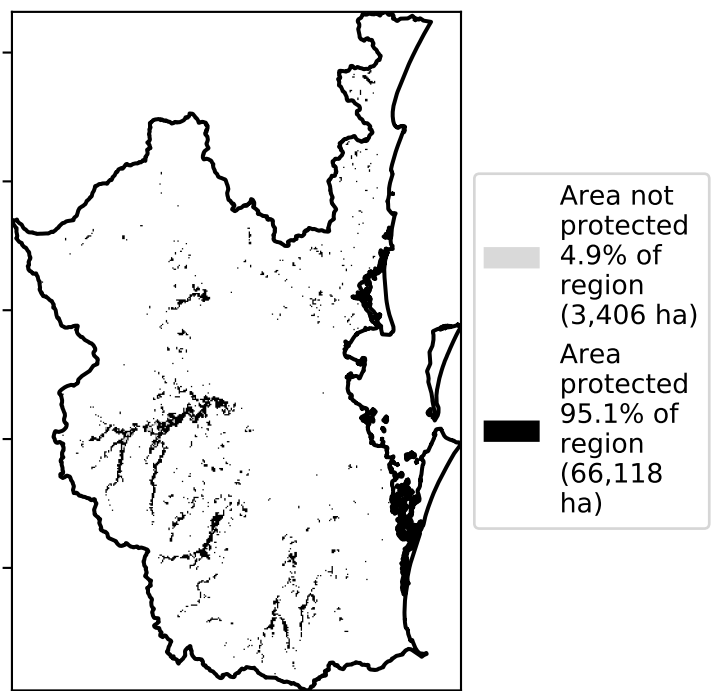 Area not
protected
4.9% of
region
(3,406 ha)
Area
protected
95.1% of
region
(66,118
ha)